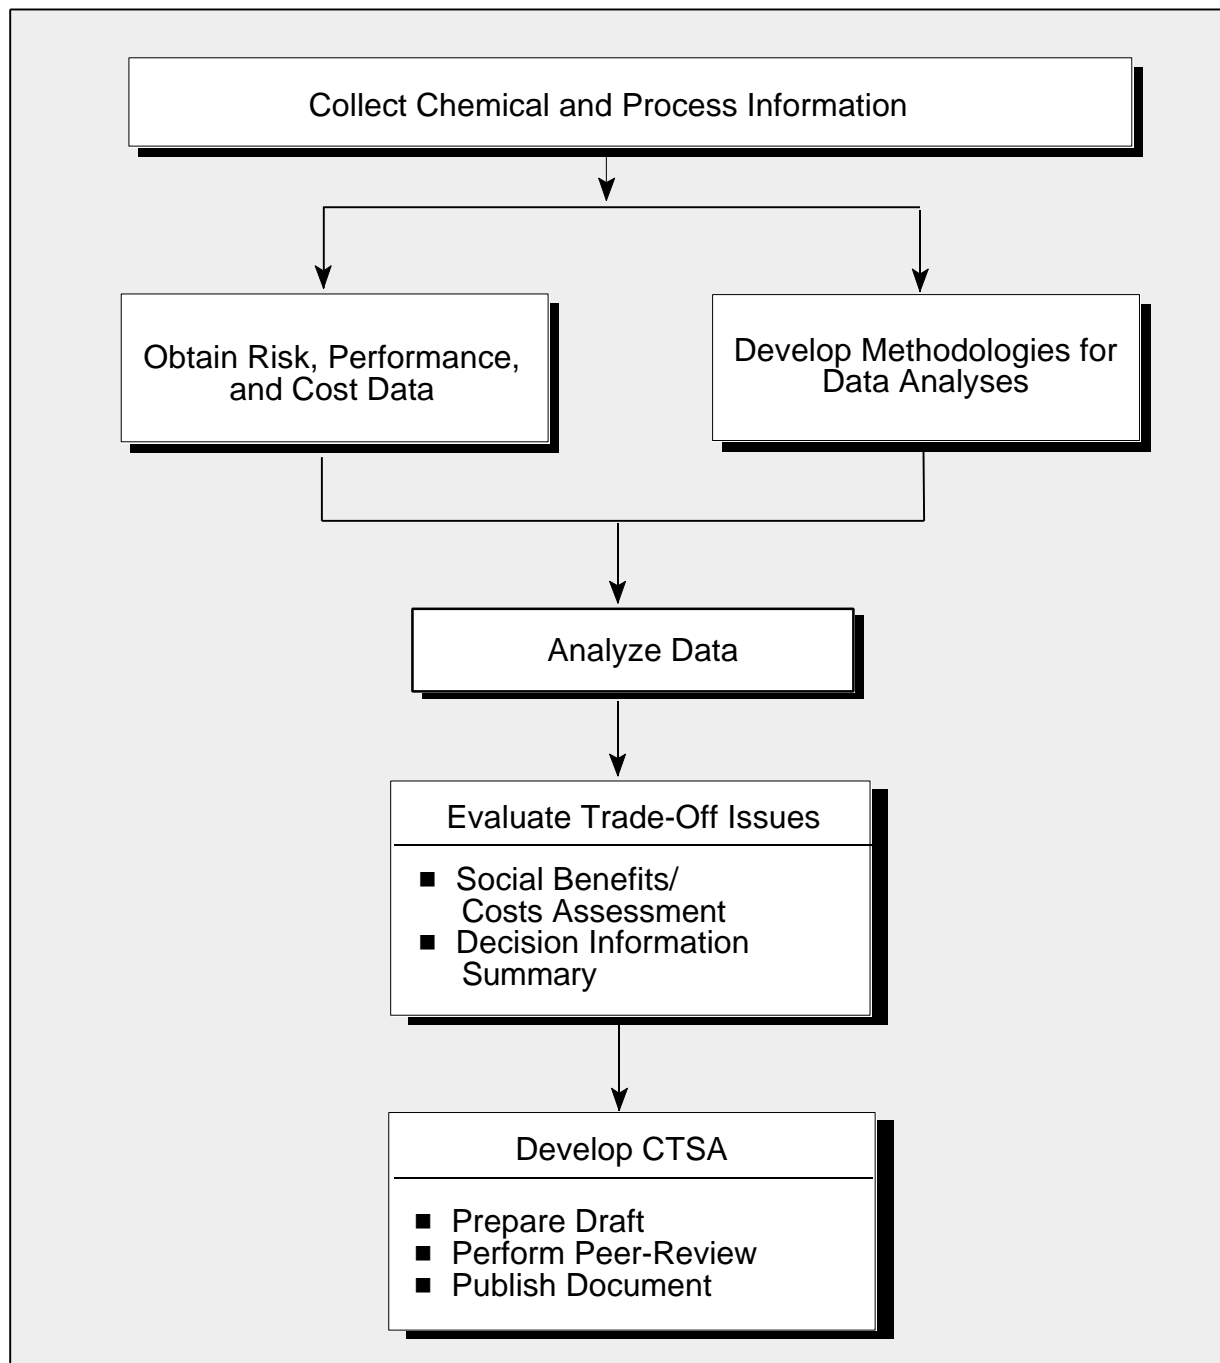 Collect Chemical and Process Information
Obtain Risk, Performance,
and Cost Data
Develop Methodologies for
Data Analyses
Analyze Data
Evaluate Trade-Off Issues
■ Social Benefits/
Costs Assessment
■ Decision Information
Summary
Develop CTSA
■ Prepare Draft
■ Perform Peer-Review
■ Publish Document